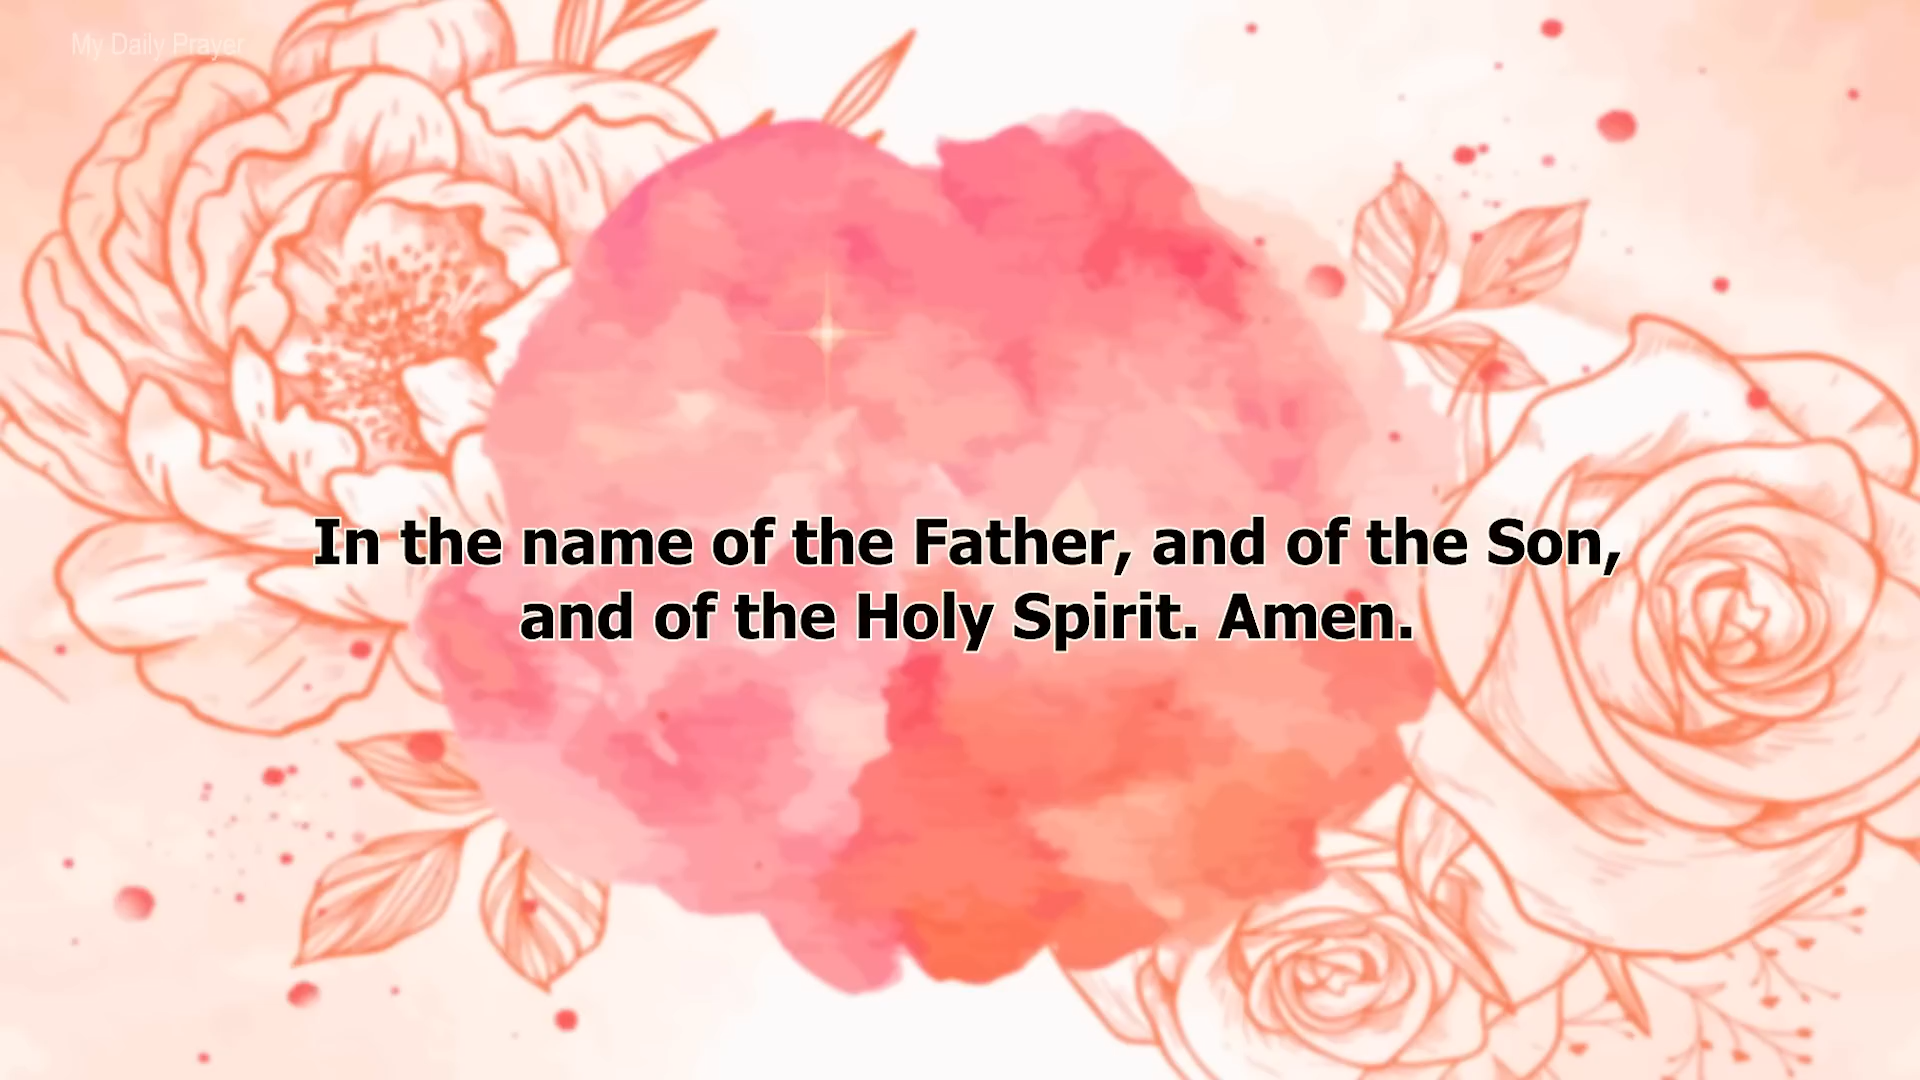 My Daily Prayer
In the name of the Father, and of the Son,
and of the Holy Spirit. Amen.